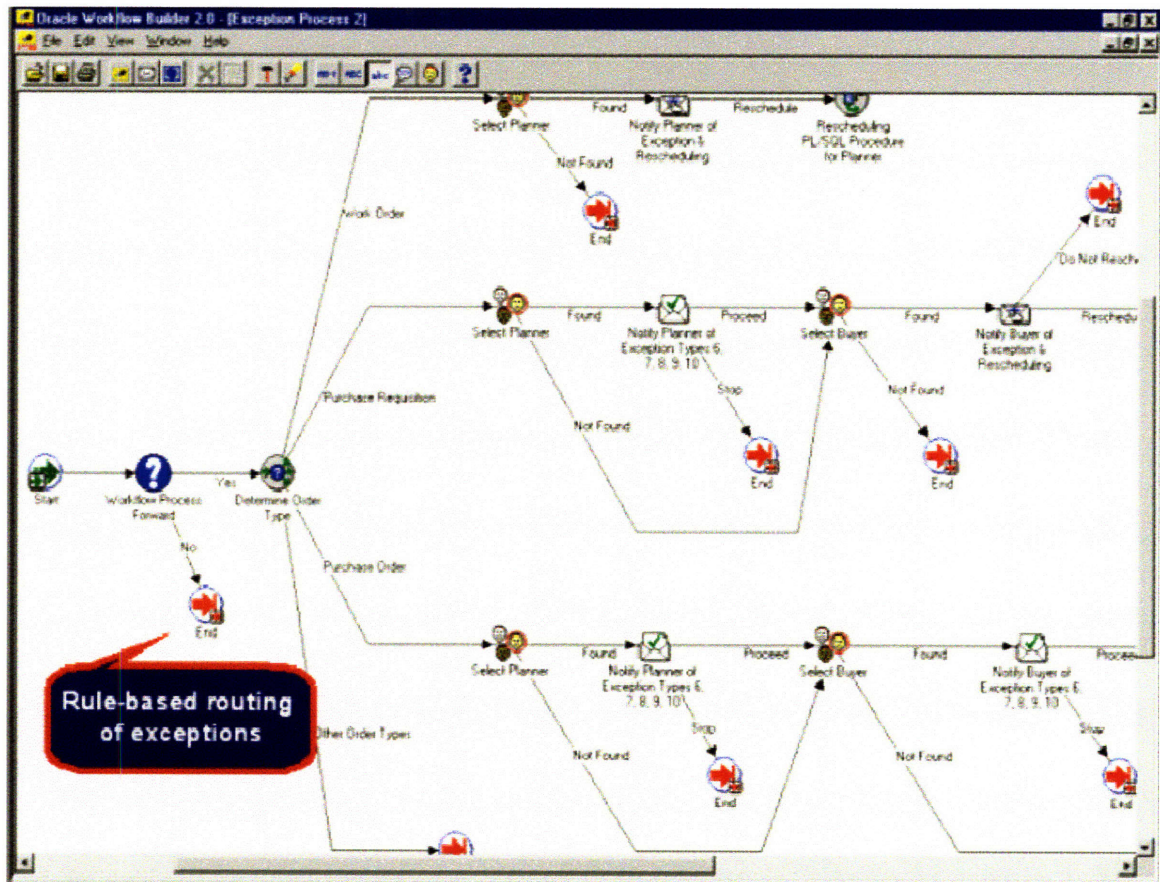 Oracle Workflow Builder 2.0 - [Exception Process 2]
File Edit View Window Help
Select Planner
Found
Notify Planner of
Exception &
Rescheduling
Reschedule
Rescheduling
PL/SQL Procedure
for Planner
Not Found
End
Work Order
End
Do Not Resche
Select Planner
Found
Notify Planner of
Exception Types 6,
7, 8, 9, 10
Proceed
Select Buyer
Found
Notify Buyer of
Exception &
Rescheduling
Reschedu
Purchase Requisition
Not Found
Stop
End
Not Found
End
Start
Workflow Process
Forward
Yes
Determine Order
Type
No
End
Purchase Order
Select Planner
Found
Notify Planner of
Exception Types 6,
7, 8, 9, 10
Proceed
Select Buyer
Found
Notify Buyer of
Exception Types 6,
7, 8, 9, 10
Procee
Rule-based routing
of exceptions
Other Order Types
Not Found
Stop
End
Not Found
Stop
End